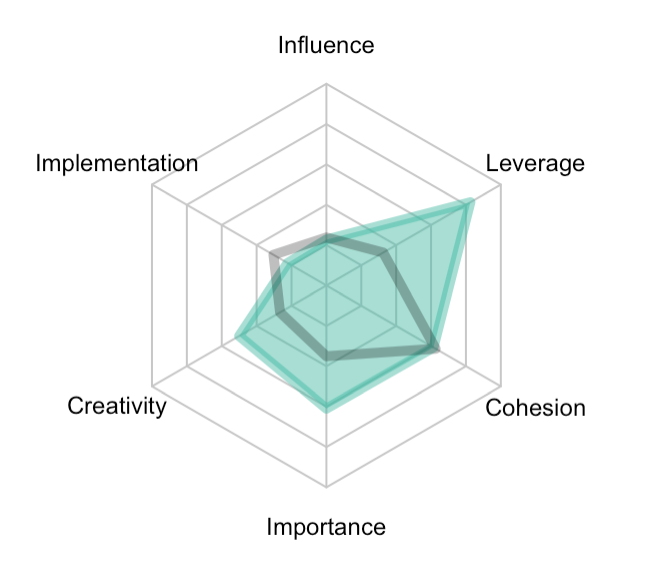 Influence
Implementation
Leverage
Creativity
Cohesion
Importance